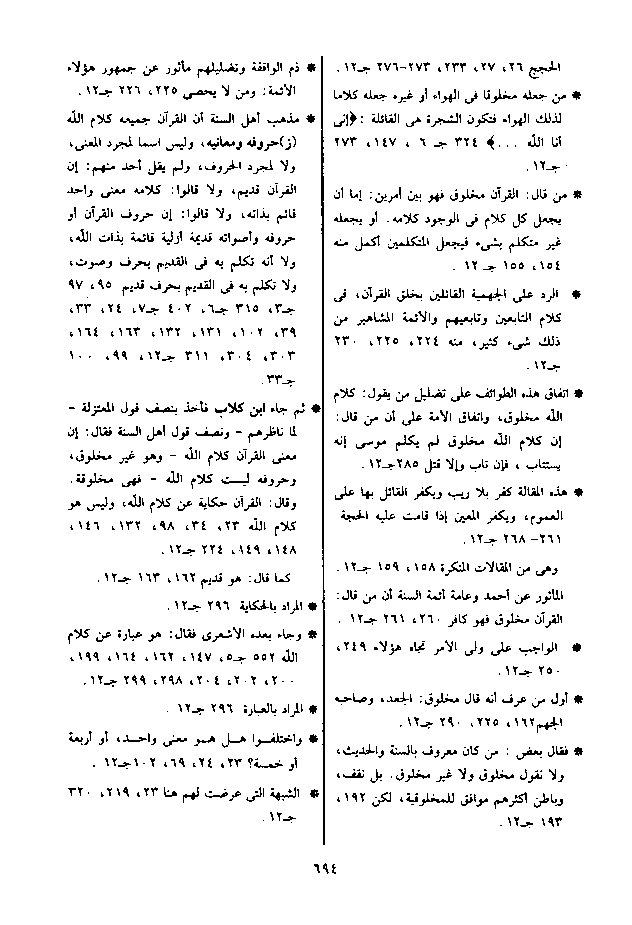 الحجج ٢٦، ٢٧، ٢٣٣، ٢٧٣-٢٧٦ جـ١٢.
* من جعله مخلوقا فى الهواء أو غيره جعله كلاما
لذلك الهواء فتكون الشجرة هى القائلة : ﴿إنى
أنا الله ...﴾ ٣٢٤ جـ ٦ ، ١٤٧، ٢٧٣
جـ١٢.
* من قال: القرآن مخلوق فهو بين أمرين: إما أن
يجعل كل كلام فى الوجود كلامه. أو يجعله
غير متكلم بشىء فيجعل المتكلمين أكمل منه
١٥٤، ١٥٥ جـ ١٢ .
* الرد على الجهمية القائلين بخلق القرآن، فى
كلام التابعين وتابعيهم والأئمة المشاهير من
ذلك شىء كثير، منه ٢٢٤، ٢٢٥، ٢٣٠
جـ١٢.
* اتفاق هذه الطوائف على تضليل من يقول: كلام
الله مخلوق، واتفاق الأمة على أن من قال:
إن كلام الله مخلوق لم يكلم موسى إنه
يستتاب ، فإن تاب وإلا قتل ٢٨٥جـ١٢.
* هذه المقالة كفر بلا ريب ويكفر القائل بها على
العموم، ويكفر المعين إذا قامت عليه الحجة
٢٦١- ٢٦٨ جـ١٢.
وهى من المقالات المنكرة ١٥٨، ١٥٩ جـ١٢ .
المأثور عن أحمد وعامة أئمة السنة أن من قال:
القرآن مخلوق فهو كافر ٢٦٠، ٢٦١ جـ١٢ .
* الواجب على ولى الأمر تجاه هؤلاء ٢٤٩،
٢٥٠ جـ١٢.
* أول من عرف أنه قال مخلوق: الجعد، وصاحبه
الجهم١٦٢، ٢٢٥، ٢٩٠ جـ١٢.
* فقال بعض : من كان معروف بالسنة والحديث،
ولا نقول مخلوق ولا غير مخلوق. بل نقف،
وباطن أكثرهم موافق للمخلوقية، لكن ١٩٢،
١٩٣ جـ١٢.
* ذم الواقفة وتضليلهم مأثور عن جمهور هؤلاء
الأئمة: ومن لا يحصى ٢٢٥، ٢٢٦ جـ١٢.
* مذهب أهل السنة أن القرآن جميعه كلام الله
(ز)حروفه ومعانيه، وليس اسما لمجرد المعنى،
ولا لمجرد الحروف، ولم يقل أحد منهم: إن
القرآن قديم، ولا قالوا: كلامه معنى واحد
قائم بذاته، ولا قالوا: إن حروف القرآن أو
حروفه وأصواته قديمة أزلية قائمة بذات الله،
ولا أنه تكلم به فى القديم بحرف وصوت،
ولا تكلم به فى القديم بحرف قديم ٩٥، ٩٧
جـ٣، ٣١٥ جـ٦، ٤٠٢ جـ٧، ٢٤، ٣٣،
٣٩، ١٠٢، ١٣١، ١٣٢، ١٦٣، ١٦٤،
٣٠٣، ٣٠٤، ٣١١ جـ١٢، ٩٩، ١٠٠
جـ٣٣.
* ثم جاء ابن كلاب فأخذ بنصف قول المعتزلة –
لما ناظرهم – ونصف قول أهل السنة فقال: إن
معنى القرآن كلام الله – وهو غير مخلوق،
وحروفه ليست كلام الله – فهى مخلوقة.
وقال: القرآن حكاية عن كلام الله، وليس هو
كلام الله ٢٣، ٣٤، ٩٨، ١٣٢، ١٤٦،
١٤٨، ١٤٩، ٢٢٤ جـ١٢.
كما قال: هو قديم ١٦٢، ١٦٣ جـ١٢.
* المراد بالحكاية ٢٩٦ جـ١٢.
* وجاء بعده الأشعرى فقال: هو عبارة عن كلام
الله ٥٥٢ جـ٥، ١٤٧، ١٦٢، ١٦٤، ١٩٩،
٢٠٠، ٢٠٢، ٢٠٤، ٢٩٨، ٢٩٩ جـ١٢.
* المراد بالعبارة ٢٩٦ جـ١٢ .
* واختلفوا هل هو معنى واحد، أو أربعة
أو خمسة؟ ٢٣، ٢٤، ٦٩، ١٠٢جـ١٢ .
* الشبهة التى عرضت لهم هنا ٢٣، ٢١٩، ٣٢٠
جـ١٢.
٦٩٤